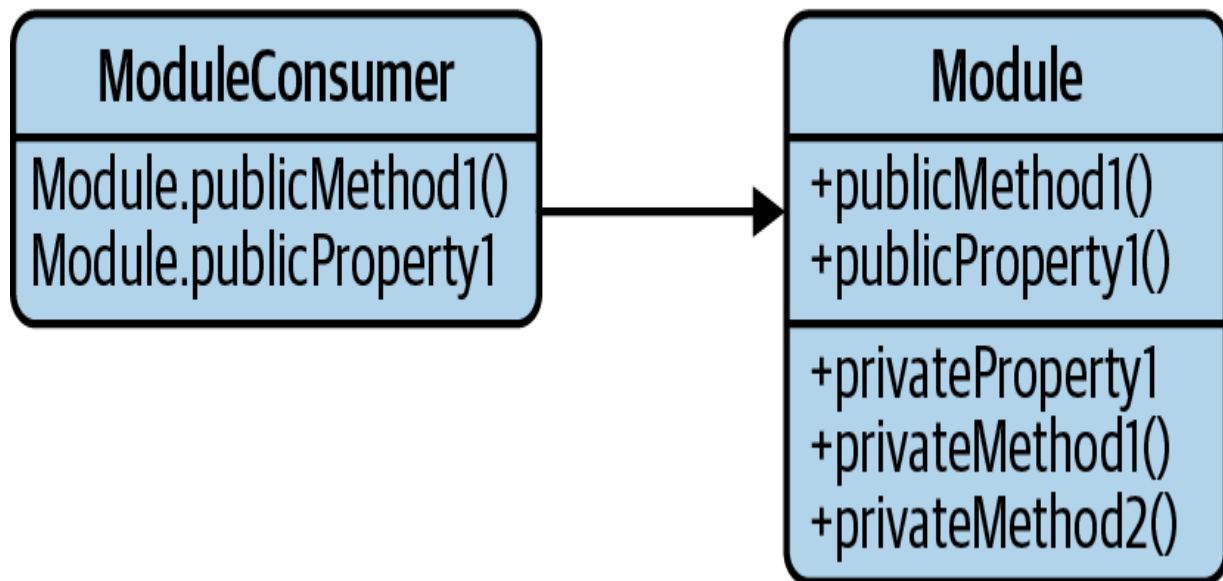 ModuleConsumer
Module.publicMethod1()
Module.publicProperty1
Module
+publicMethod1()
+publicProperty1()
+privateProperty1
+privateMethod1()
+privateMethod2()